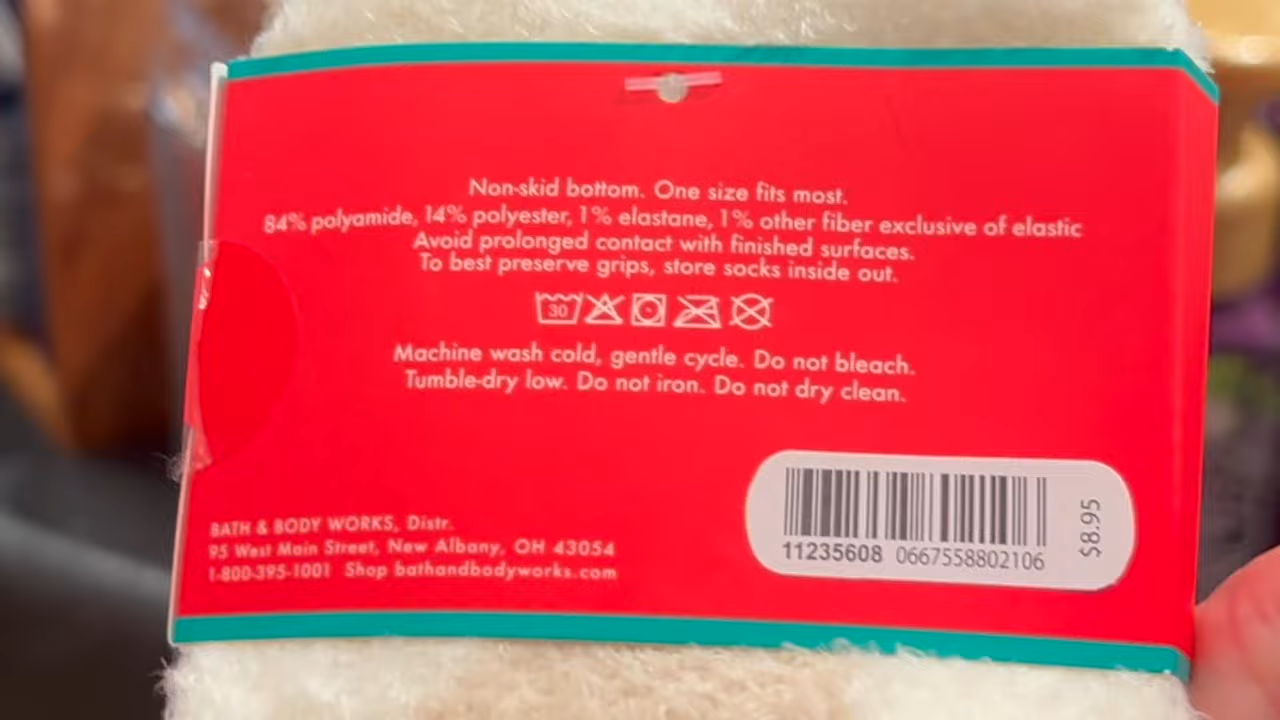 Non-skid bottom. One size fits most.
84% polyamide, 14% polyester, 1% elastane, 1% other fiber exclusive of elastic
Avoid prolonged contact with finished surfaces.
To best preserve grips, store socks inside out.
30
Machine wash cold, gentle cycle. Do not bleach.
Tumble-dry low. Do not iron. Do not dry clean.
BATH & BODY WORKS, Distr.
95 West Main Street, New Albany, OH 43054
1-800-395-1001 Shop bathandbodyworks.com
11235608 0667558802106
$8.95